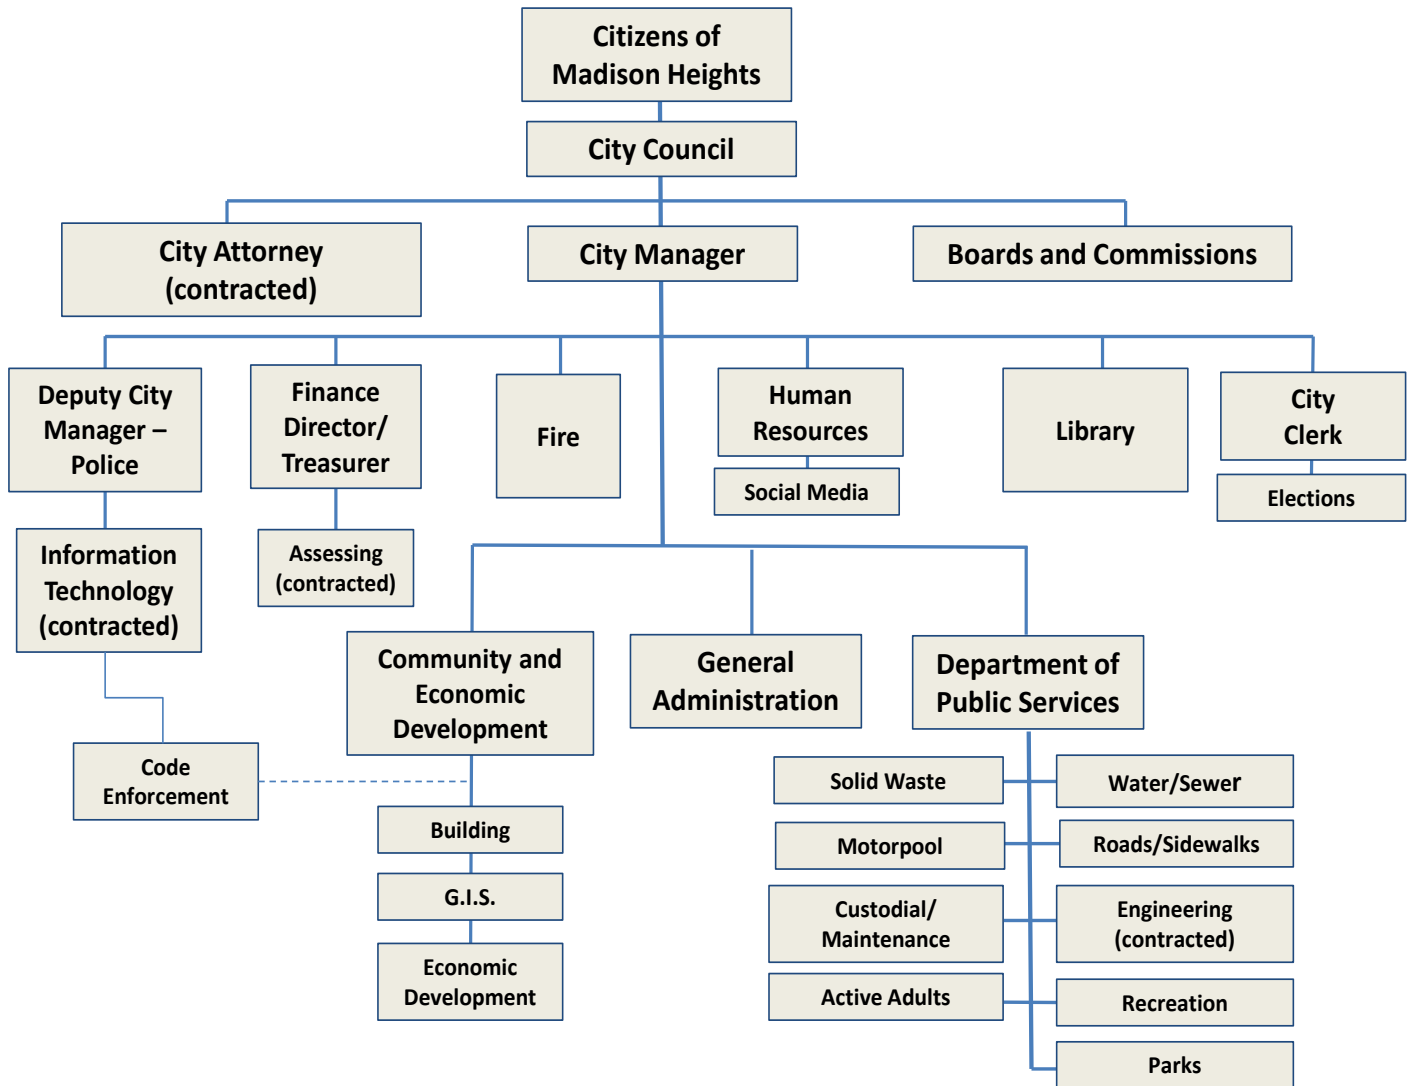 Citizens of
Madison Heights
City Council
City Attorney
(contracted)
City Manager
Boards and Commissions
Deputy City
Manager –
Police
Finance
Director/
Treasurer
Fire
Human
Resources
Library
City
Clerk
Social Media
Elections
Information
Technology
(contracted)
Assessing
(contracted)
Community and
Economic
Development
General
Administration
Department of
Public Services
Code
Enforcement
Building
G.I.S.
Economic
Development
Solid Waste
Water/Sewer
Motorpool
Roads/Sidewalks
Custodial/
Maintenance
Engineering
(contracted)
Active Adults
Recreation
Parks